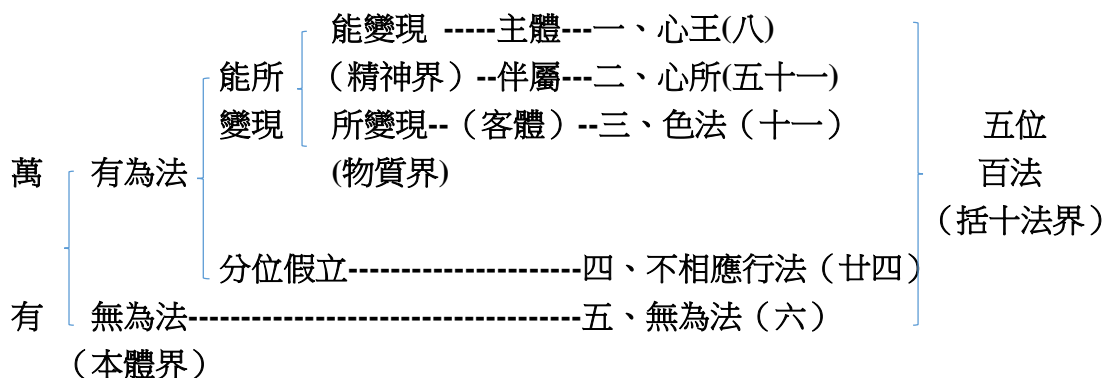 能變現 -----主體---一、心王(八)
能所 （精神界）--伴屬---二、心所(五十一)
變現 所變現--（客體）--三、色法（十一） 五位
萬 有為法 (物質界) 百法
（括十法界）
分位假立----------------------四、不相應行法（廿四）
有 無為法-------------------------------------五、無為法（六）
（本體界）